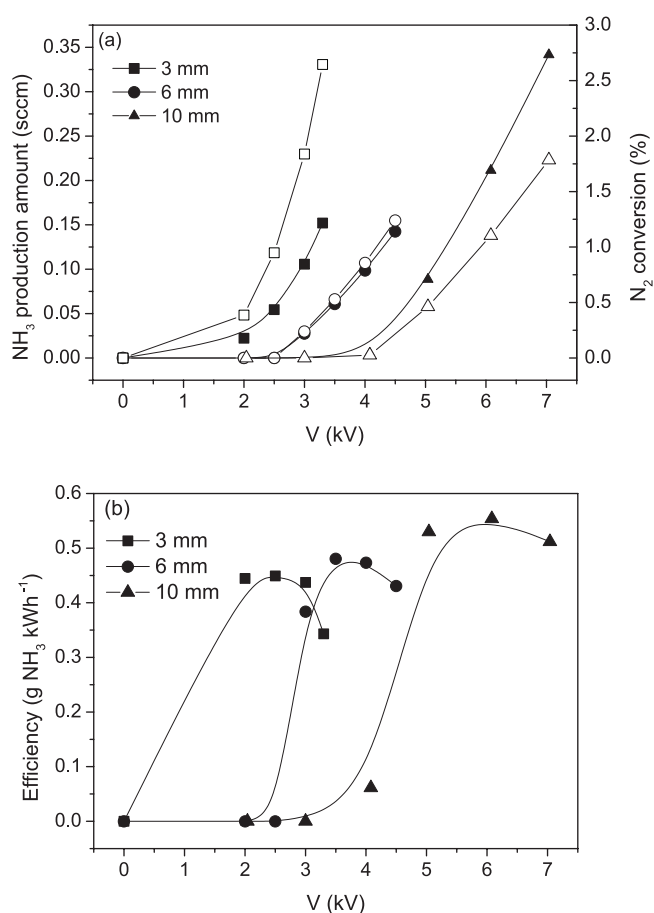 (a)
3 mm
6 mm
10 mm
NH3 production amount (sccm)
0.35
0.30
0.25
0.20
0.15
0.10
0.05
0.00
N2 conversion (%)
3.0
2.5
2.0
1.5
1.0
0.5
0.0
0 1 2 3 4 5 6 7
V (kV)
(b)
3 mm
6 mm
10 mm
Efficiency (g NH3 kWh-1)
0.6
0.5
0.4
0.3
0.2
0.1
0.0
0 1 2 3 4 5 6 7
V (kV)